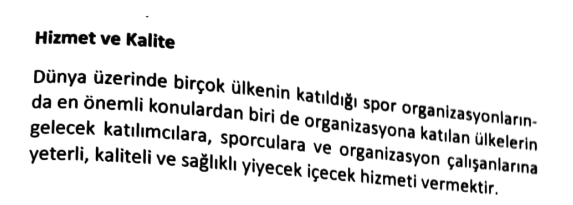 Hizmet ve Kalite
Dünya üzerinde birçok ülkenin katıldığı spor organizasyonların-
da en önemli konulardan biri de organizasyona katılan ülkelerin
gelecek katılımcılara, sporculara ve organizasyon çalışanlarına
yeterli, kaliteli ve sağlıklı yiyecek içecek hizmeti vermektir.